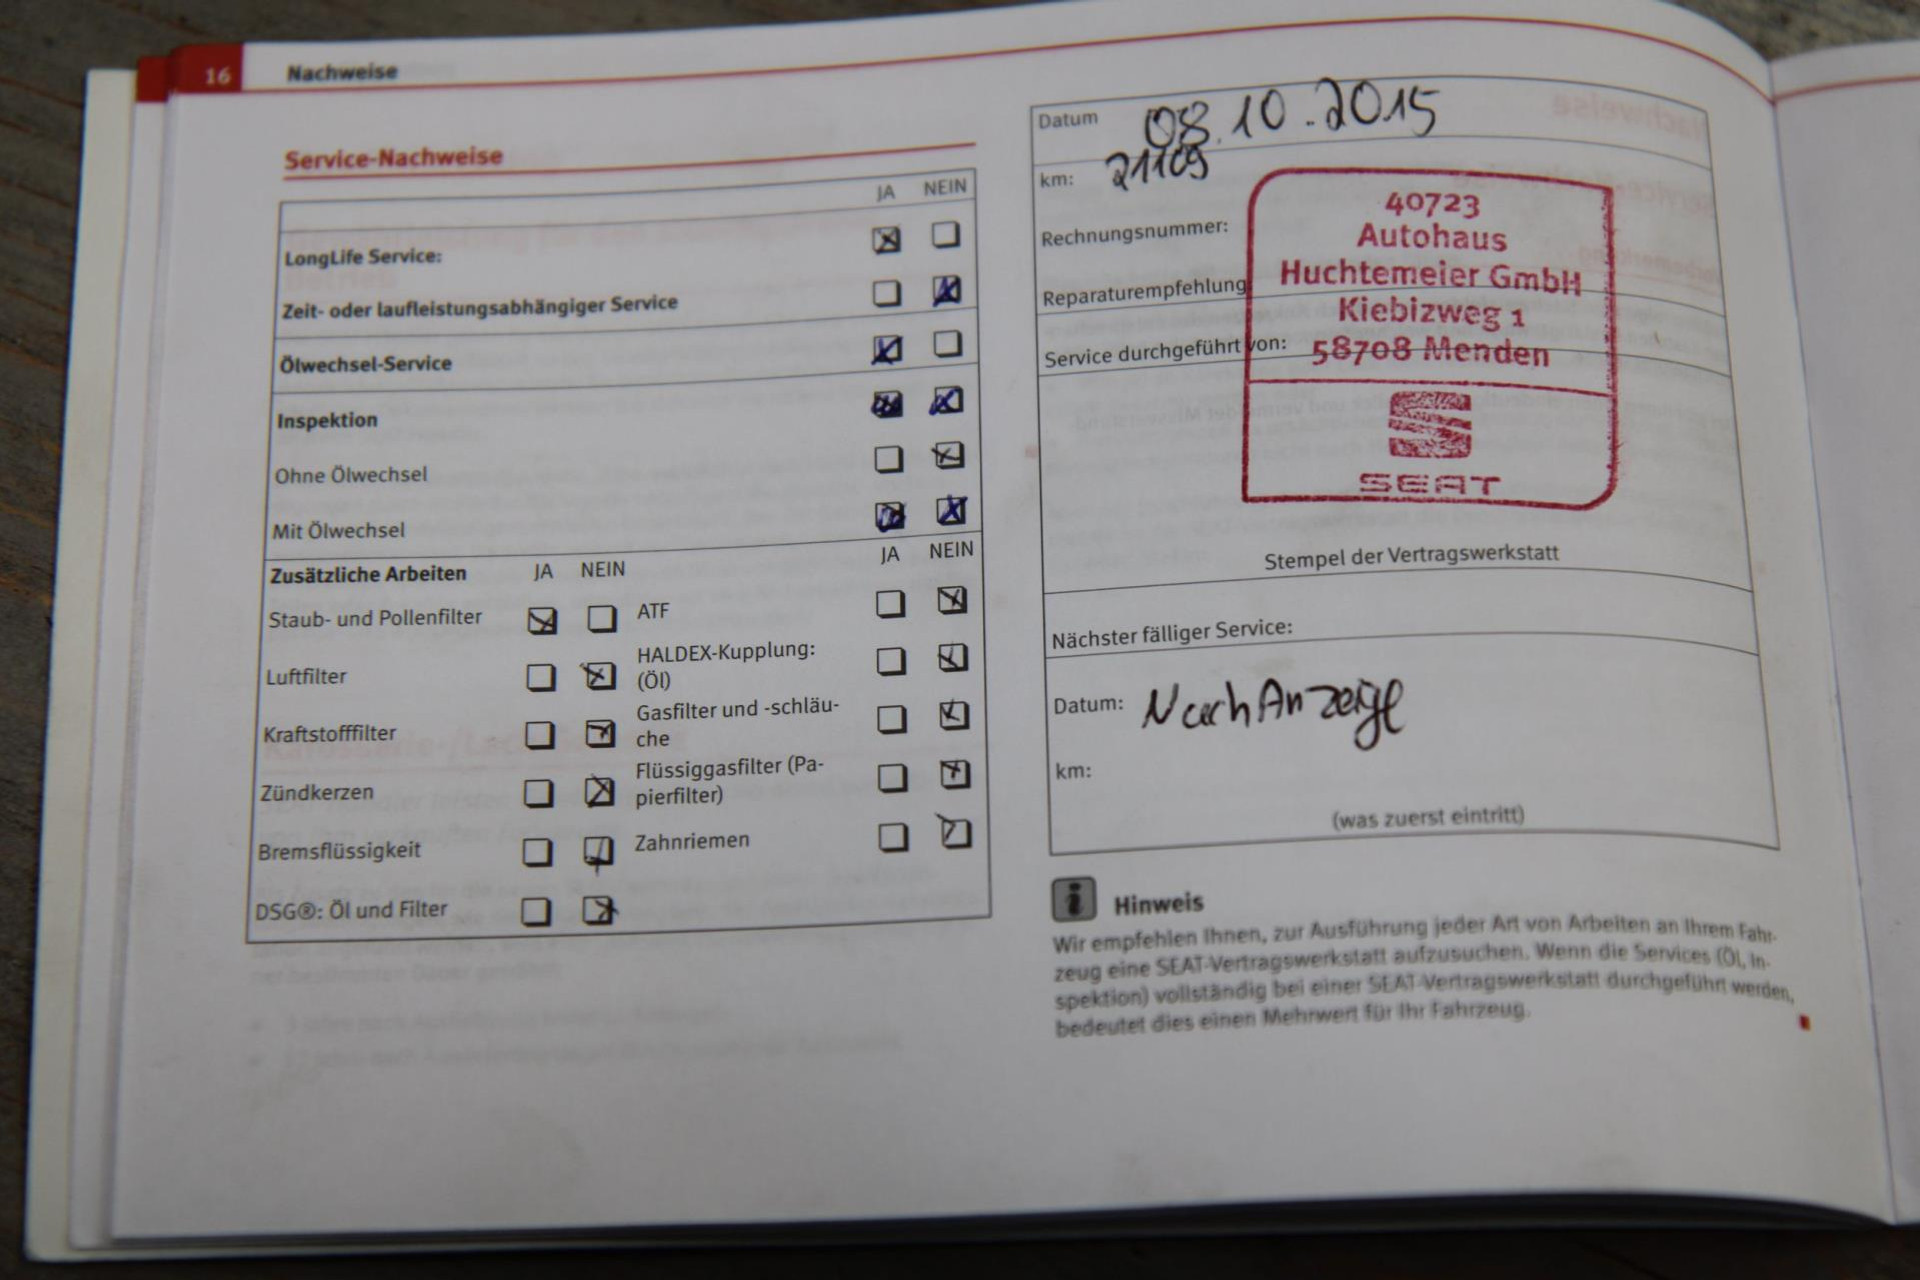 16
Nachweise
Service-Nachweise
JA NEIN
LongLife Service:
Zeit- oder laufleistungsabhängiger Service
Ölwechsel-Service
Inspektion
Ohne Ölwechsel
Mit Ölwechsel
JA NEIN
Zusätzliche Arbeiten JA NEIN
Staub- und Pollenfilter
Luftfilter
Kraftstofffilter
Zündkerzen
Bremsflüssigkeit
DSG®: Öl und Filter
ATF
HALDEX-Kupplung:
(Öl)
Gasfilter und -schläu-
che
Flüssiggasfilter (Pa-
pierfilter)
Zahnriemen
Datum 08.10.2015
km: 21109
Rechnungsnummer:
Reparaturempfehlung
Service durchgeführt von:
40723
Autohaus
Huchtemeier GmbH
Kiebizweg 1
58708 Menden
SEAT
Stempel der Vertragswerkstatt
Nächster fälliger Service:
Datum: Nach Anzeige
km:
(was zuerst eintritt)
Hinweis
Wir empfehlen Ihnen, zur Ausführung jeder Art von Arbeiten an Ihrem Fahr-
zeug eine SEAT-Vertragswerkstatt aufzusuchen. Wenn die Services (Öl, In-
spektion) vollständig bei einer SEAT-Vertragswerkstatt durchgeführt werden,
bedeutet dies einen Mehrwert für Ihr Fahrzeug.